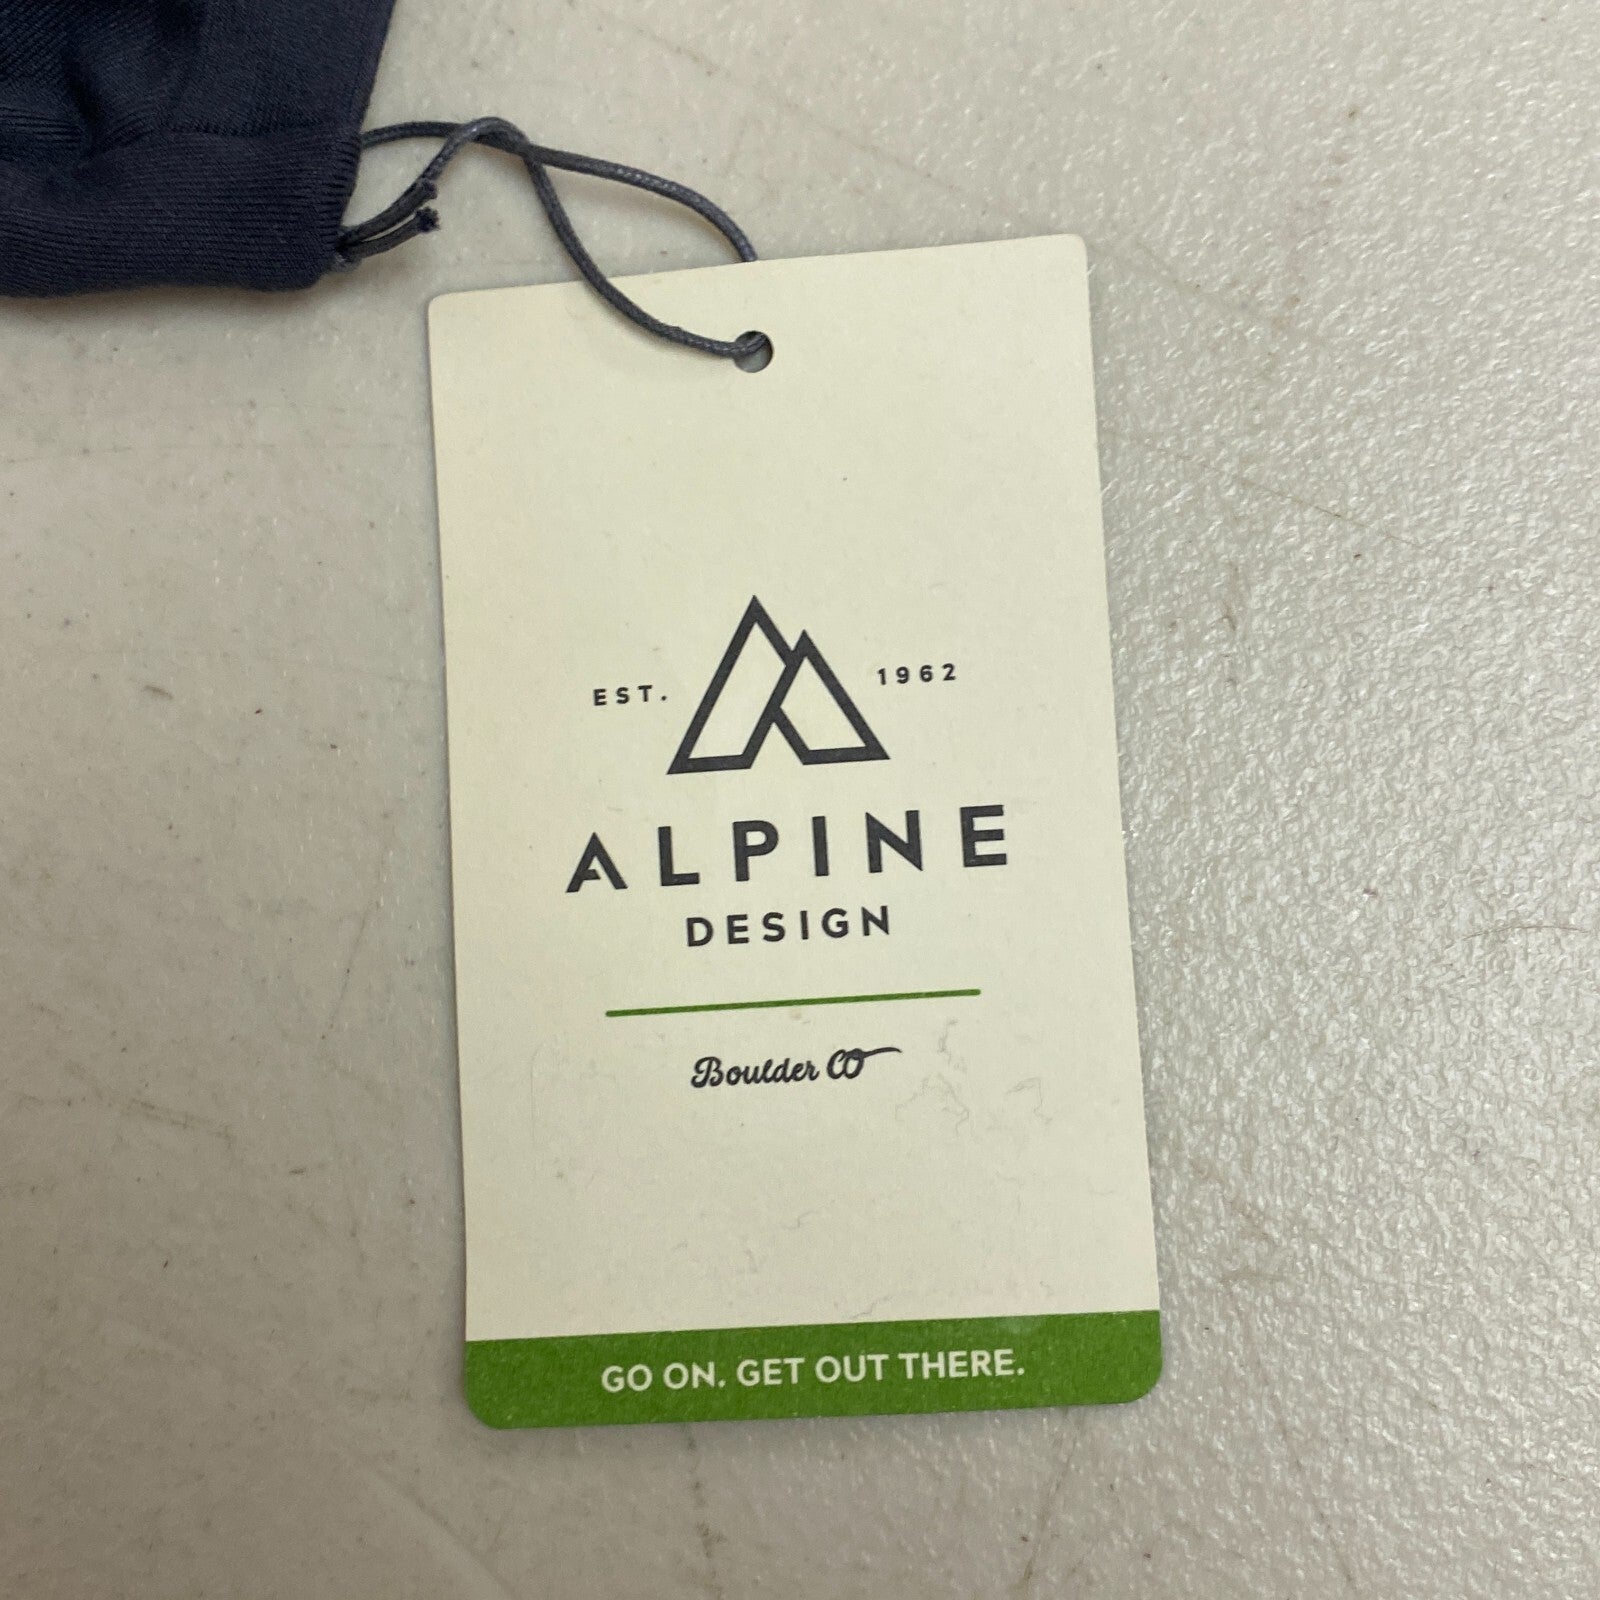 EST. 1962
ALPINE
DESIGN
Boulder CO
GO ON. GET OUT THERE.